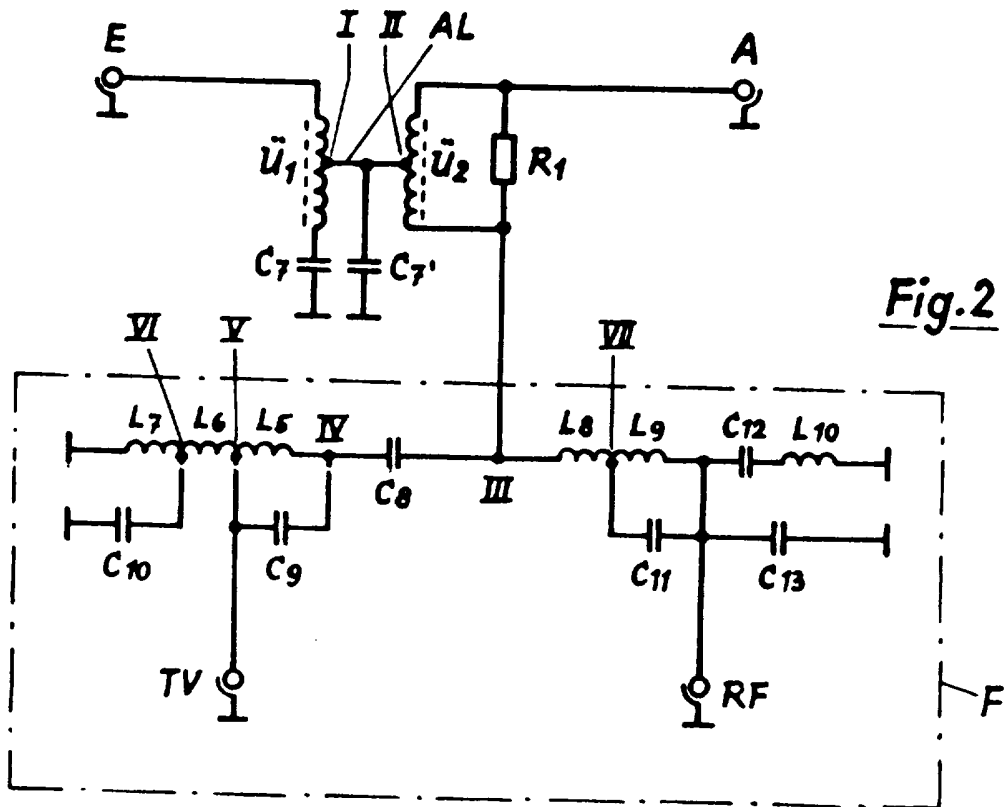 I II AL
E A
Ü1 Ü2 R1
C7 C7'
Fig.2
VI V VII
L7 L6 L5 IV L8 L9 C12 L10
C8 III
C10 C9 C11 C13
TV RF F